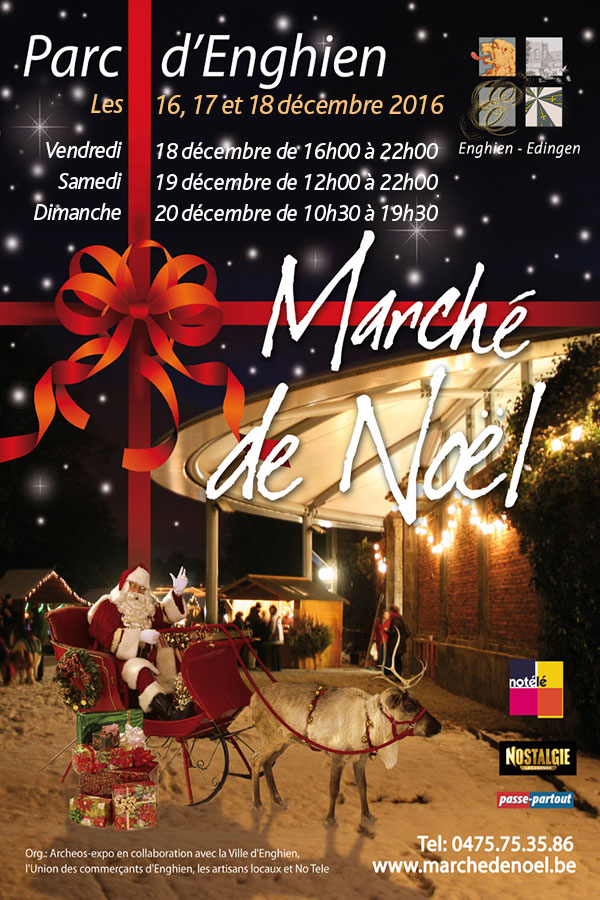 Parc d'Enghien
Les 16, 17 et 18 décembre 2016
Enghien - Edingen
Vendredi 18 décembre de 16h00 à 22h00
Samedi 19 décembre de 12h00 à 22h00
Dimanche 20 décembre de 10h30 à 19h30
Marché
de Noël
notélé
NOSTALGIE
passe-partout
Tel: 0475.75.35.86
www.marchedenoel.be
Org.: Archeos-expo en collaboration avec la Ville d'Enghien,
l'Union des commerçants d'Enghien, les artisans locaux et No Tele